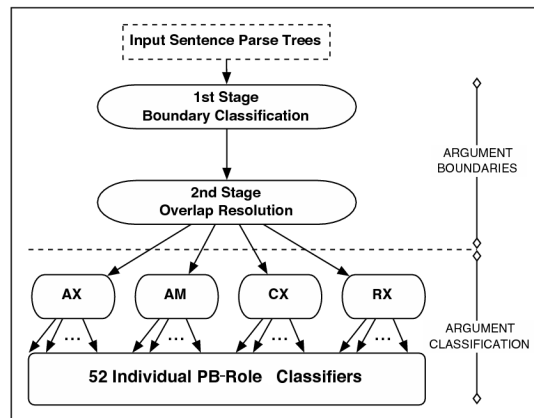 Input Sentence Parse Trees
1st Stage
Boundary Classification
2nd Stage
Overlap Resolution
ARGUMENT
BOUNDARIES
AX
AM
CX
RX
... ... ... ...
ARGUMENT
CLASSIFICATION
52 Individual PB-Role Classifiers